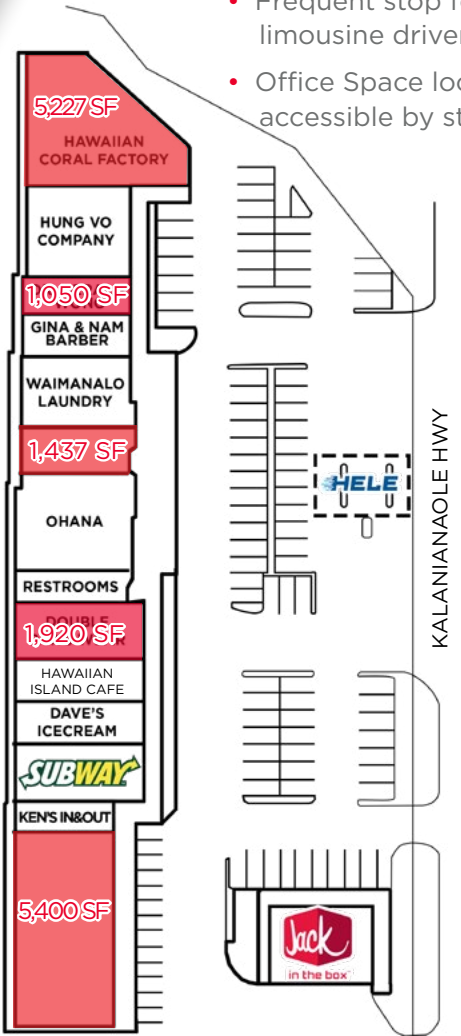 • Frequent stop
limousine driver
• Office Space
accessible by
5,227 SF
HAWAIIAN
CORAL FACTORY
HUNG VO
COMPANY
1,050 SF
GINA & NAM
BARBER
WAIMANALO
LAUNDRY
1,437 SF
OHANA
RESTROOMS
DOUBLE
1,920 SF
HAWAIIAN
ISLAND CAFE
DAVE'S
ICECREAM
SUBWAY
KEN'S IN&OUT
5,400 SF
HELE
KALANIANAOLE HWY
Jack
in the box